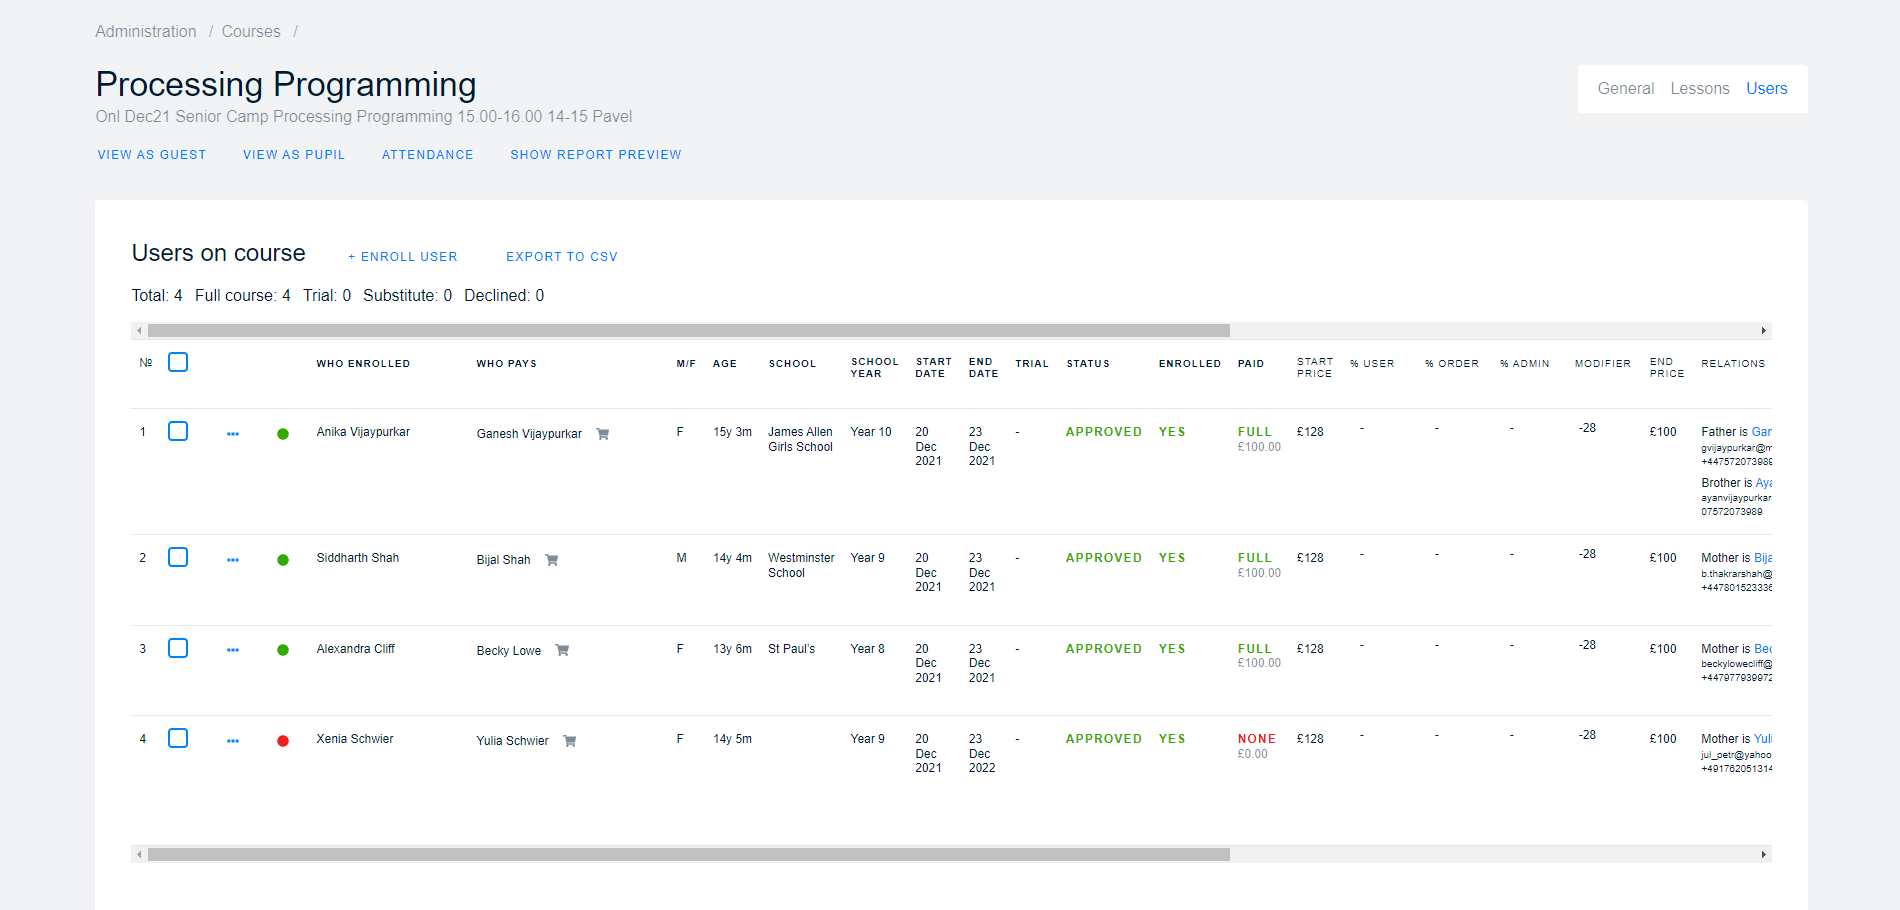 Administration / Courses /
Processing Programming
Onl Dec21 Senior Camp Processing Programming 15.00-16.00 14-15 Pavel
General Lessons Users
VIEW AS GUEST VIEW AS PUPIL ATTENDANCE SHOW REPORT PREVIEW
Users on course + ENROLL USER EXPORT TO CSV
Total: 4 Full course: 4 Trial: 0 Substitute: 0 Declined: 0
№ WHO ENROLLED WHO PAYS M/F AGE SCHOOL SCHOOL YEAR START DATE END DATE TRIAL STATUS ENROLLED PAID START PRICE % USER % ORDER % ADMIN MODIFIER END PRICE RELATIONS
1 Anika Vijaypurkar Ganesh Vijaypurkar F 15y 3m James Allen Girls School Year 10 20 Dec 2021 23 Dec 2021 - APPROVED YES FULL £100.00 £128 - - - -28 £100 Father is Gan
gvijaypurkar@m
+447572073989
Brother is Aya
ayanvijaypurkar
07572073989
2 Siddharth Shah Bijal Shah M 14y 4m Westminster School Year 9 20 Dec 2021 23 Dec 2021 - APPROVED YES FULL £100.00 £128 - - - -28 £100 Mother is Bija
b.thakrarshah@
+447801523336
3 Alexandra Cliff Becky Lowe F 13y 6m St Paul's Year 8 20 Dec 2021 23 Dec 2021 - APPROVED YES FULL £100.00 £128 - - - -28 £100 Mother is Bec
beckylowecliff@
+447977939972
4 Xenia Schwier Yulia Schwier F 14y 5m Year 9 20 Dec 2021 23 Dec 2022 - APPROVED YES NONE £0.00 £128 - - - -28 £100 Mother is Yuli
jul_petr@yahoo
+491762051314